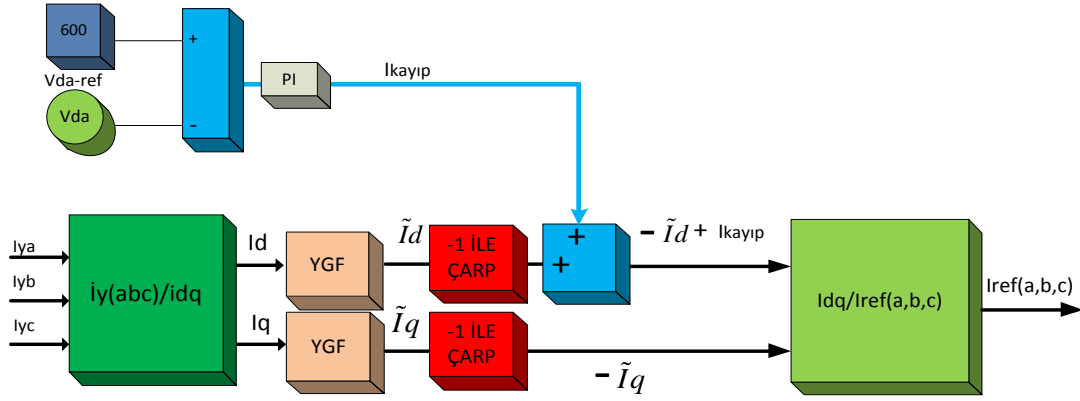 600
+
Vda-ref
Vda
-
PI
Ikayıp
Iya
Iyb
Iyc
İy(abc)/idq
Id
Iq
YGF
YGF
Ĩd
Ĩq
-1 İLE
ÇARP
-1 İLE
ÇARP
+
+
- Ĩd + Ikayıp
- Ĩq
Idq/Iref(a,b,c)
Iref(a,b,c)